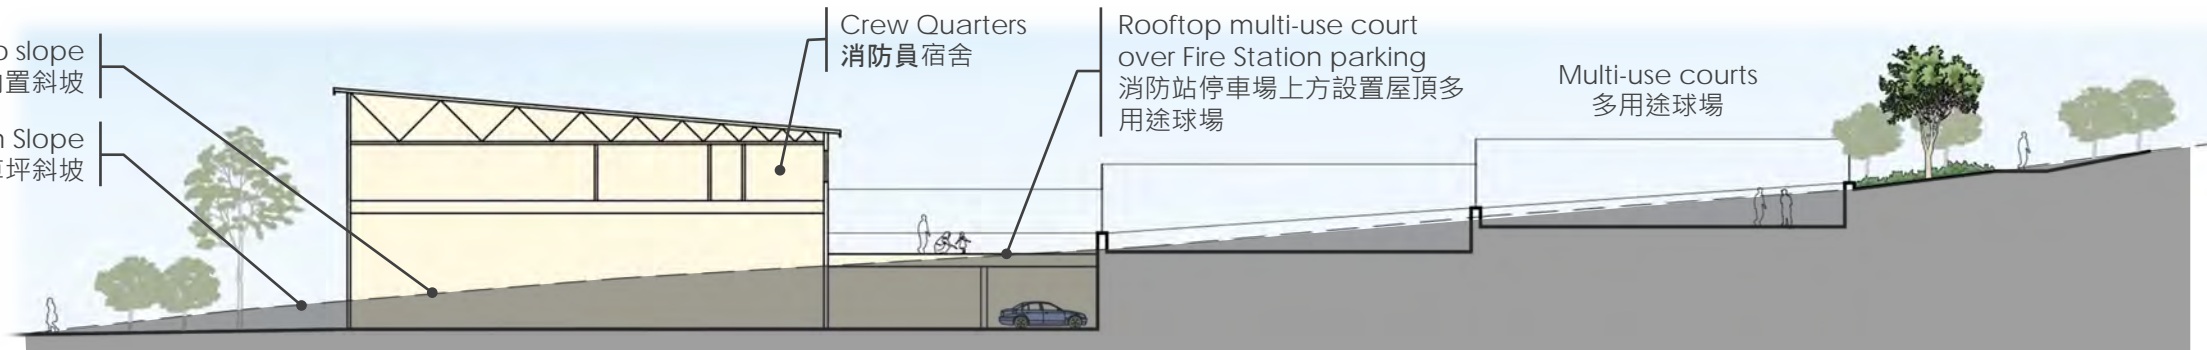 slope
置斜坡
Slope
坪斜坡
Crew Quarters
消防員宿舍
Rooftop multi-use court
over Fire Station parking
消防站停車場上方設置屋頂多
用途球場
Multi-use courts
多用途球場